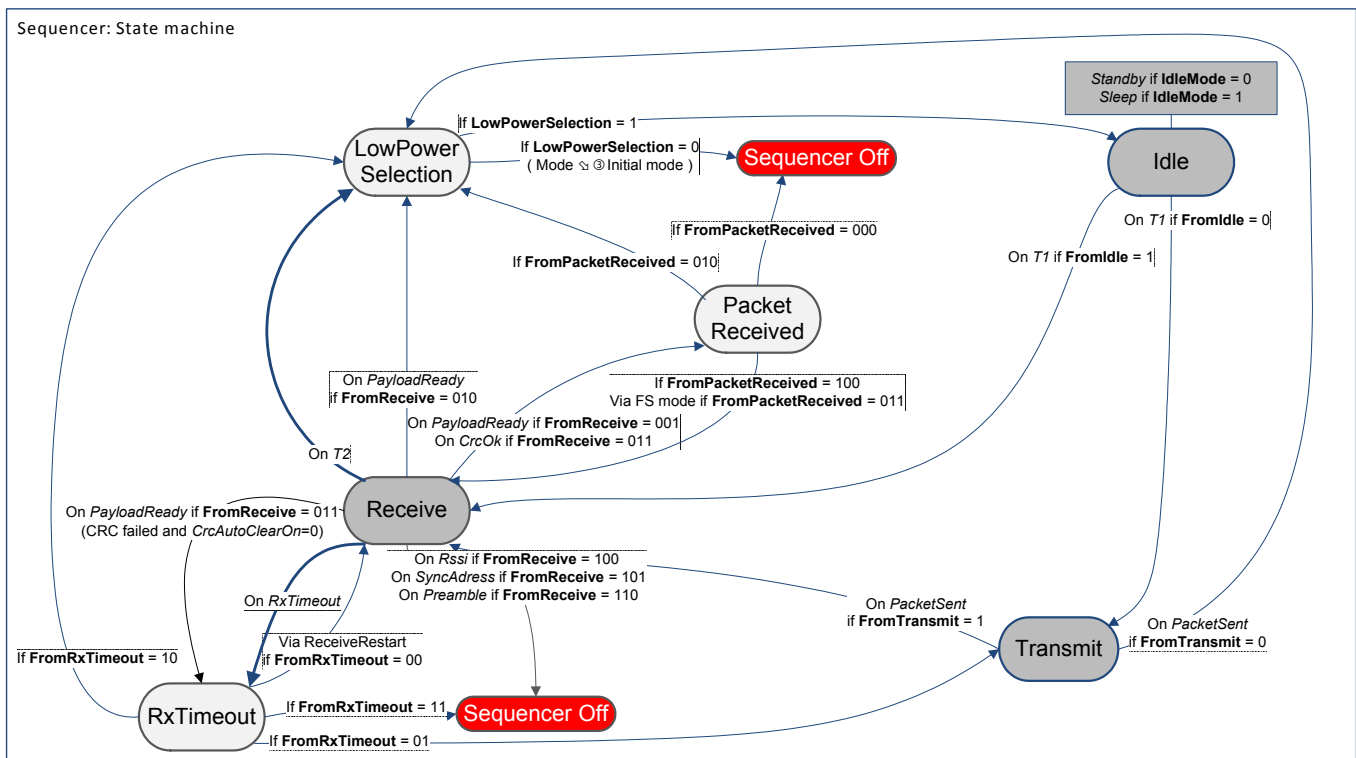 Sequencer: State machine
Standby if IdleMode = 0
Sleep if IdleMode = 1
If LowPowerSelection = 1
LowPower
Selection
If LowPowerSelection = 0
( Mode ⇘ ③ Initial mode )
Sequencer Off
Idle
On T1 if FromIdle = 0
If FromPacketReceived = 000
On T1 if FromIdle = 1
If FromPacketReceived = 010
Packet
Received
On PayloadReady
if FromReceive = 010
If FromPacketReceived = 100
Via FS mode if FromPacketReceived = 011
On PayloadReady if FromReceive = 001
On CrcOk if FromReceive = 011
On T2
Receive
On PayloadReady if FromReceive = 011
(CRC failed and CrcAutoClearOn=0)
On Rssi if FromReceive = 100
On SyncAdress if FromReceive = 101
On Preamble if FromReceive = 110
On RxTimeout
On PacketSent
if FromTransmit = 1
On PacketSent
if FromTransmit = 0
Via ReceiveRestart
if FromRxTimeout = 00
Transmit
If FromRxTimeout = 10
RxTimeout
If FromRxTimeout = 11
Sequencer Off
If FromRxTimeout = 01